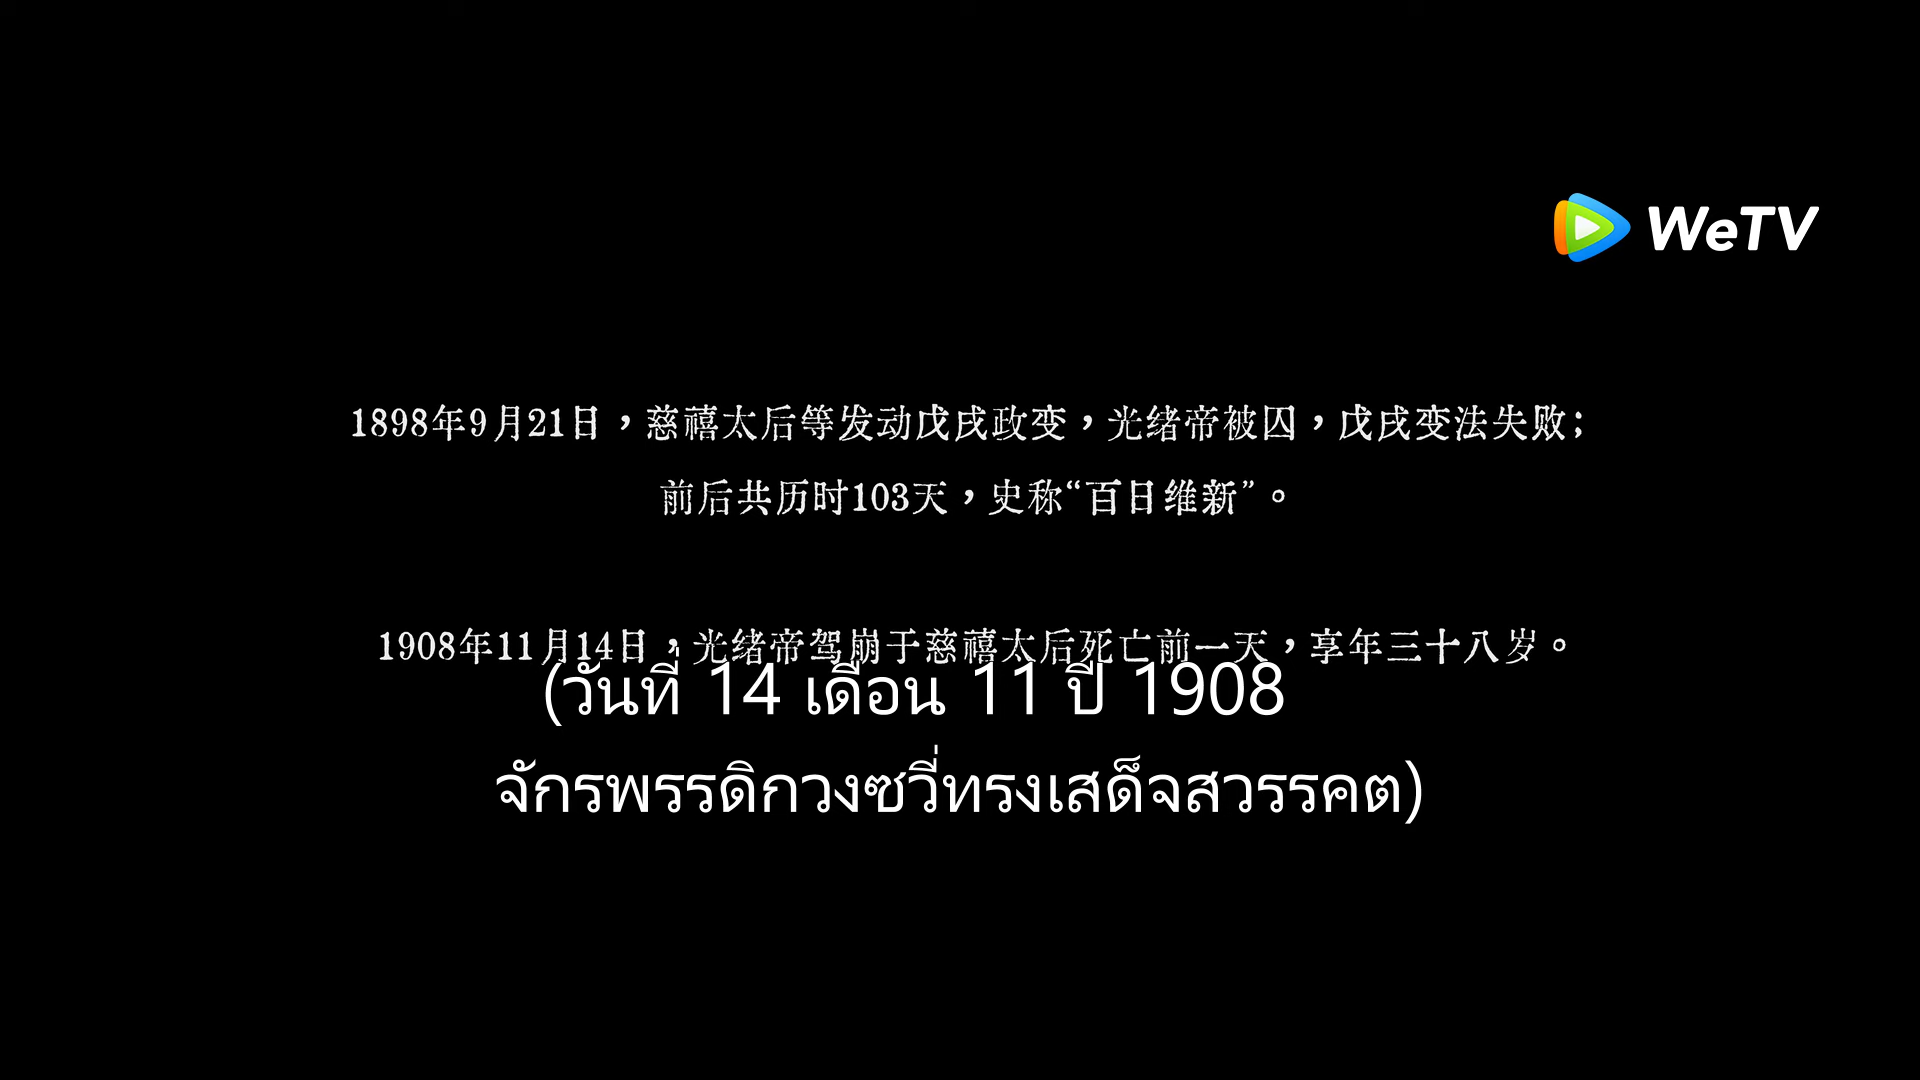 WeTV
1898年9月21日，慈禧太后等发动戊戌政变，光绪帝被囚，戊戌变法失败；
前后共历时103天，史称“百日维新”。
1908年11月14日，光绪帝驾崩于慈禧太后死亡前一天，享年三十八岁。
(วันที่ 14 เดือน 11 ปี 1908
จักรพรรดิกวงซวี่ทรงเสด็จสวรรคต)